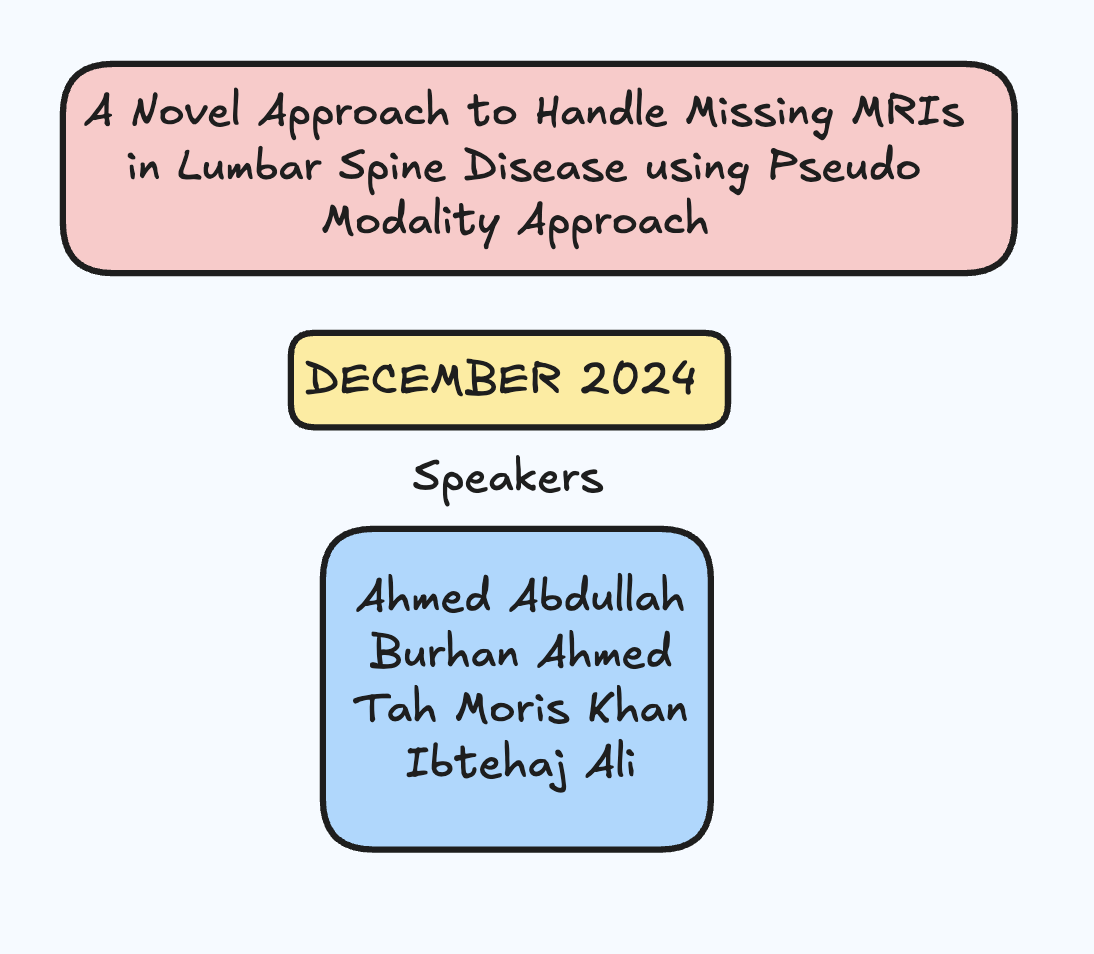 A Novel Approach to Handle Missing MRIs
in Lumbar Spine Disease using Pseudo
Modality Approach
DECEMBER 2024
Speakers
Ahmed Abdullah
Burhan Ahmed
Tah Moris Khan
Ibtehaj Ali